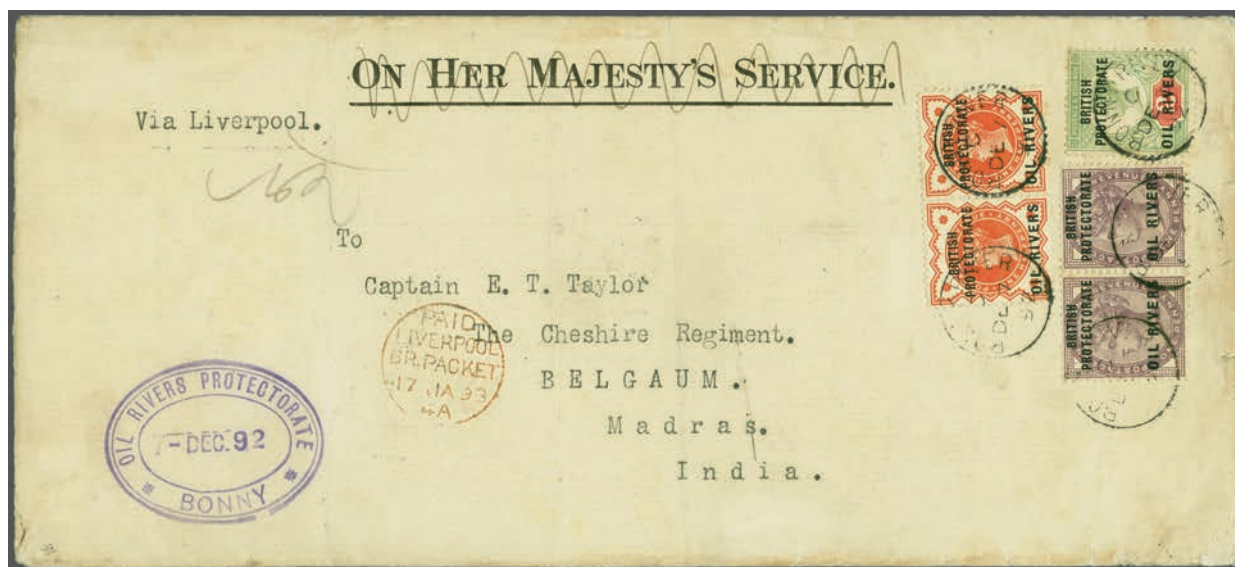 ON HER MAJESTY'S SERVICE.
Via Liverpool.
To
Captain E. T. Taylor
The Cheshire Regiment.
BELGAUM.
Madras.
India.
PAID
LIVERPOOL
BR. PACKET
17 JA 93
4A
OIL RIVERS PROTECTORATE
7-DEC. 92
BONNY
BRITISH
PROTECTORATE
OIL RIVERS
BRITISH
PROTECTORATE
OIL RIVERS
BRITISH
PROTECTORATE
OIL RIVERS
BRITISH
PROTECTORATE
OIL RIVERS
BRITISH
PROTECTORATE
OIL RIVERS